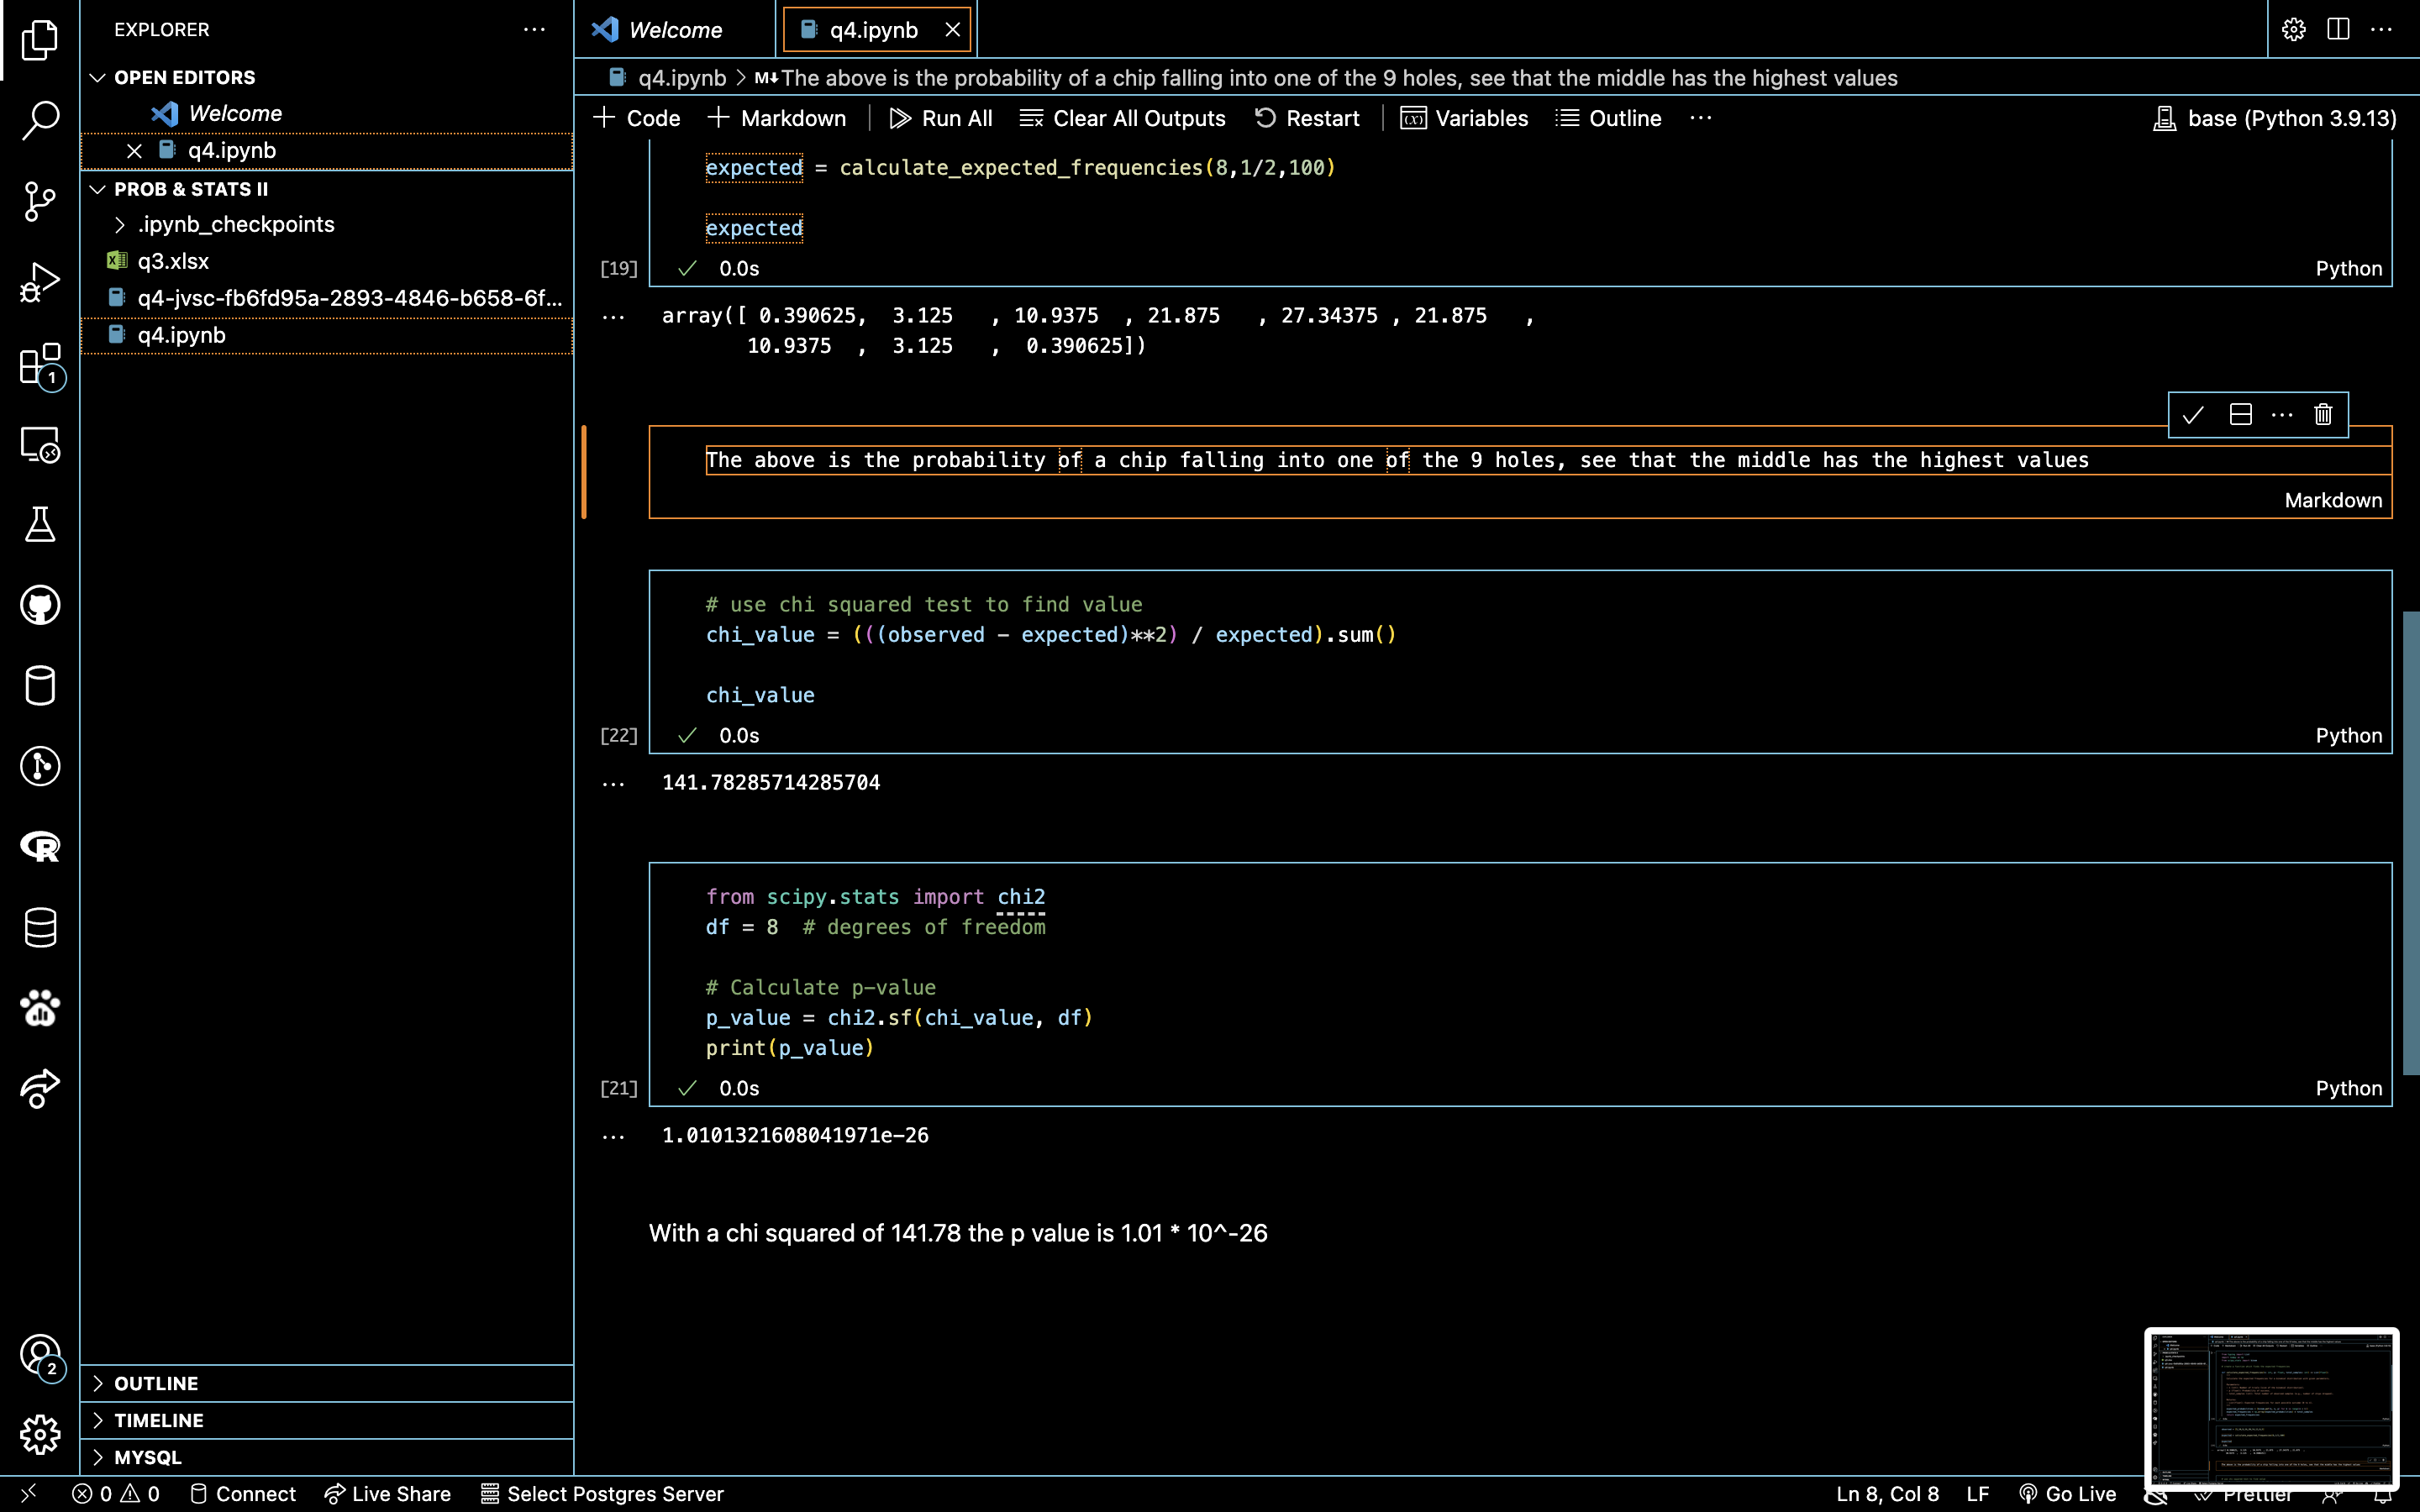 EXPLORER
OPEN EDITORS
Welcome
q4.ipynb
PROB & STATS II
.ipynb_checkpoints
q3.xlsx
q4-jvsc-fb6fd95a-2893-4846-b658-6f...
q4.ipynb
1
2
OUTLINE
TIMELINE
MYSQL
Welcome
q4.ipynb
q4.ipynb > M↓The above is the probability of a chip falling into one of the 9 holes, see that the middle has the highest values
+ Code + Markdown | Run All Clear All Outputs Restart | Variables Outline ... base (Python 3.9.13)
expected = calculate_expected_frequencies(8,1/2,100)
expected
[19] ✓ 0.0s Python
array([ 0.390625, 3.125 , 10.9375 , 21.875 , 27.34375 , 21.875 ,
10.9375 , 3.125 , 0.390625])
The above is the probability of a chip falling into one of the 9 holes, see that the middle has the highest values
Markdown
# use chi squared test to find value
chi_value = (((observed - expected)**2) / expected).sum()
chi_value
[22] ✓ 0.0s Python
141.78285714285704
from scipy.stats import chi2
df = 8 # degrees of freedom
# Calculate p-value
p_value = chi2.sf(chi_value, df)
print(p_value)
[21] ✓ 0.0s Python
1.0101321608041971e-26
With a chi squared of 141.78 the p value is 1.01 * 10^-26
0 0 Connect Live Share Select Postgres Server Ln 8, Col 8 LF Go Live Prettier